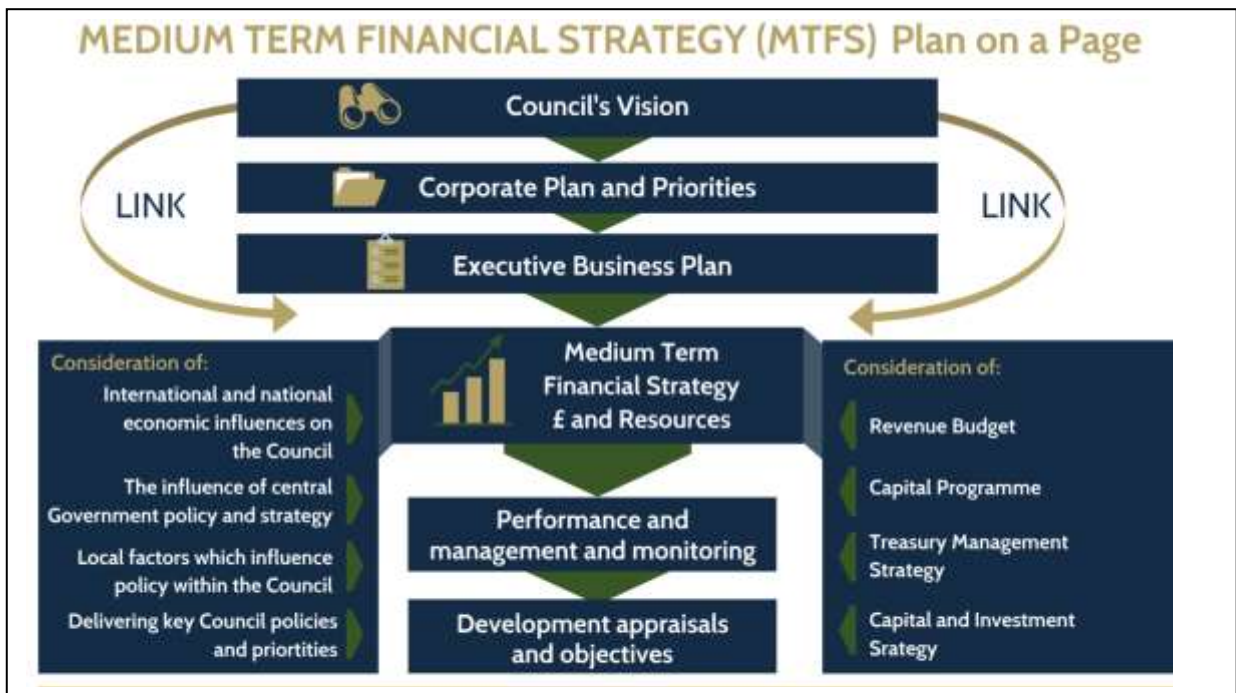 MEDIUM TERM FINANCIAL STRATEGY (MTFS) Plan on a Page
Council's Vision
Corporate Plan and Priorities
Executive Business Plan
LINK
LINK
Consideration of:
International and national
economic influences on
the Council
The influence of central
Government policy and strategy
Local factors which influence
policy within the Council
Delivering key Council policies
and priortities
Medium Term
Financial Strategy
£ and Resources
Performance and
management and monitoring
Development appraisals
and objectives
Consideration of:
Revenue Budget
Capital Programme
Treasury Management
Strategy
Capital and Investment
Srategy